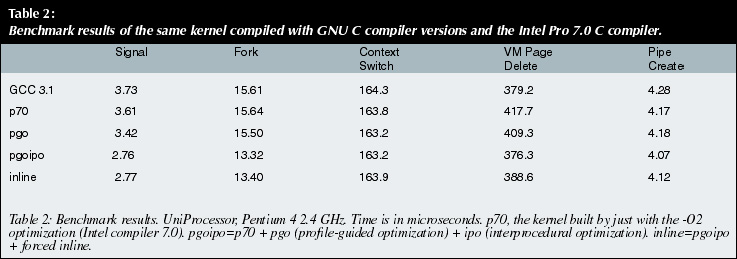 Table 2:
Benchmark results of the same kernel compiled with GNU C compiler versions and the Intel Pro 7.0 C compiler.
Signal Fork Context Switch VM Page Delete Pipe Create
GCC 3.1 3.73 15.61 164.3 379.2 4.28
p70 3.61 15.64 163.8 417.7 4.17
pgo 3.42 15.50 163.2 409.3 4.18
pgoipo 2.76 13.32 163.2 376.3 4.07
inline 2.77 13.40 163.9 388.6 4.12
Table 2: Benchmark results. UniProcessor, Pentium 4 2.4 GHz. Time is in microseconds. p70, the kernel built by just with the -O2
optimization (Intel compiler 7.0). pgoipo=p70 + pgo (profile-guided optimization) + ipo (interprocedural optimization). inline=pgoipo
+ forced inline.